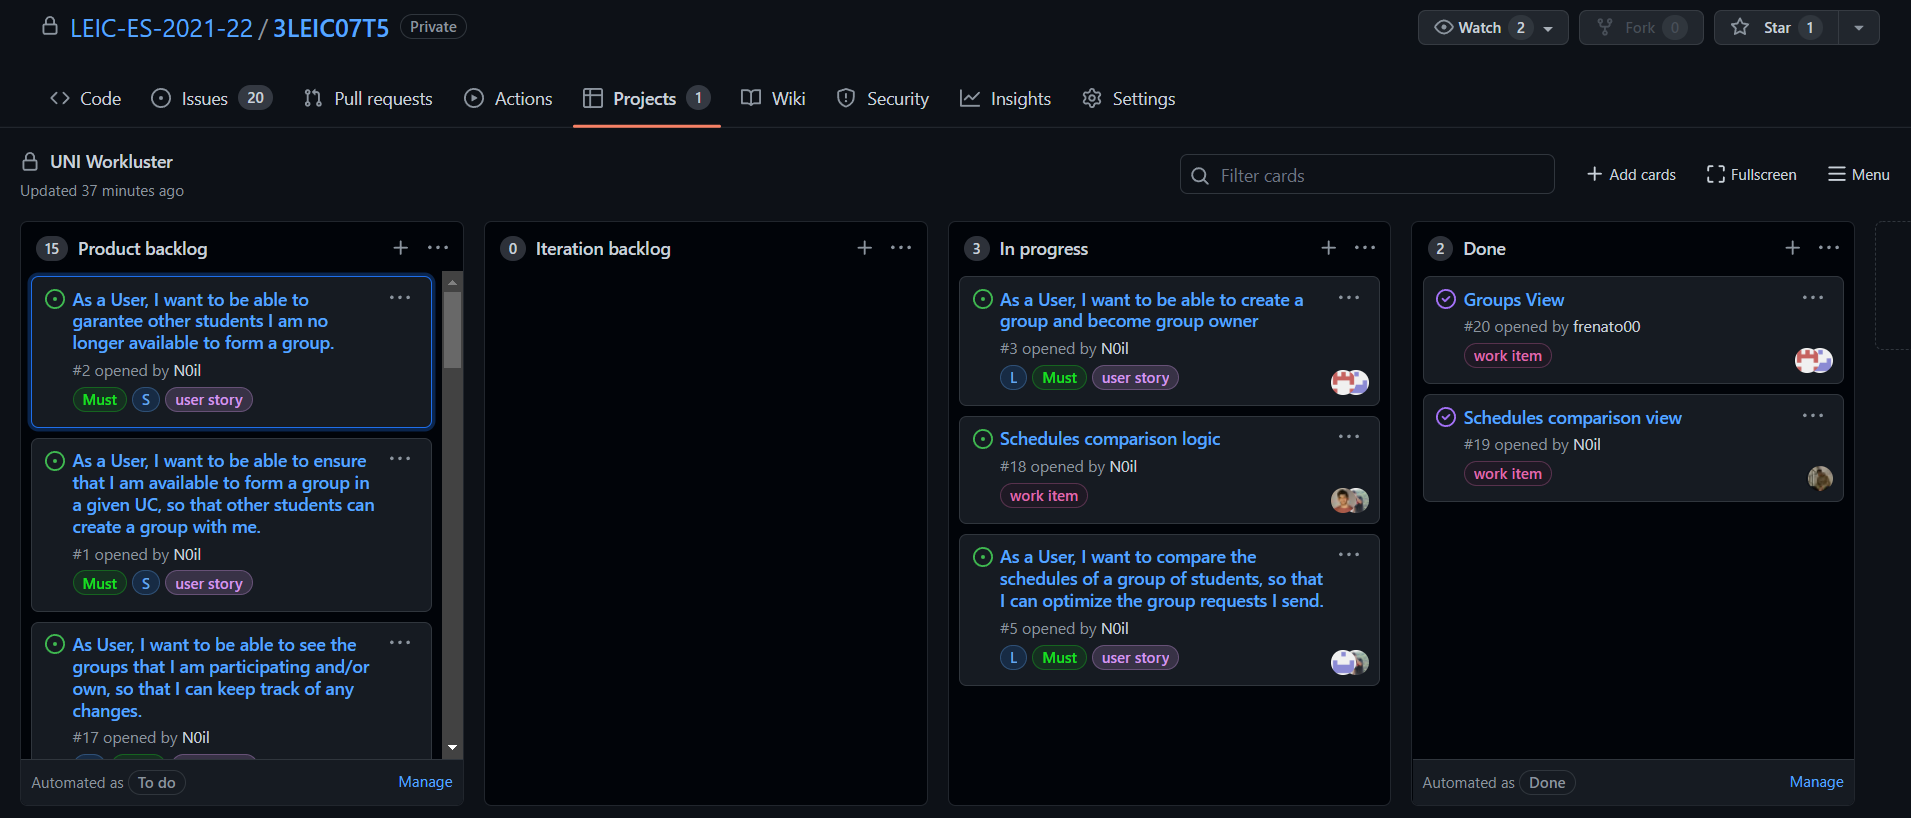 LEIC-ES-2021-22 / 3LEIC07T5 Private
Watch 2
Fork 0
Star 1
Code
Issues 20
Pull requests
Actions
Projects 1
Wiki
Security
Insights
Settings
UNI Workluster
Updated 37 minutes ago
Filter cards
Add cards
Fullscreen
Menu
15 Product backlog
As a User, I want to be able to
garantee other students I am no
longer available to form a group.
#2 opened by N0il
Must S user story
As a User, I want to be able to ensure
that I am available to form a group in
a given UC, so that other students can
create a group with me.
#1 opened by N0il
Must S user story
As User, I want to be able to see the
groups that I am participating and/or
own, so that I can keep track of any
changes.
#17 opened by N0il
Automated as To do
Manage
0 Iteration backlog
3 In progress
As a User, I want to be able to create a
group and become group owner
#3 opened by N0il
L Must user story
Schedules comparison logic
#18 opened by N0il
work item
As a User, I want to compare the
schedules of a group of students, so that
I can optimize the group requests I send.
#5 opened by N0il
L Must user story
2 Done
Groups View
#20 opened by frenato00
work item
Schedules comparison view
#19 opened by N0il
work item
Automated as Done
Manage